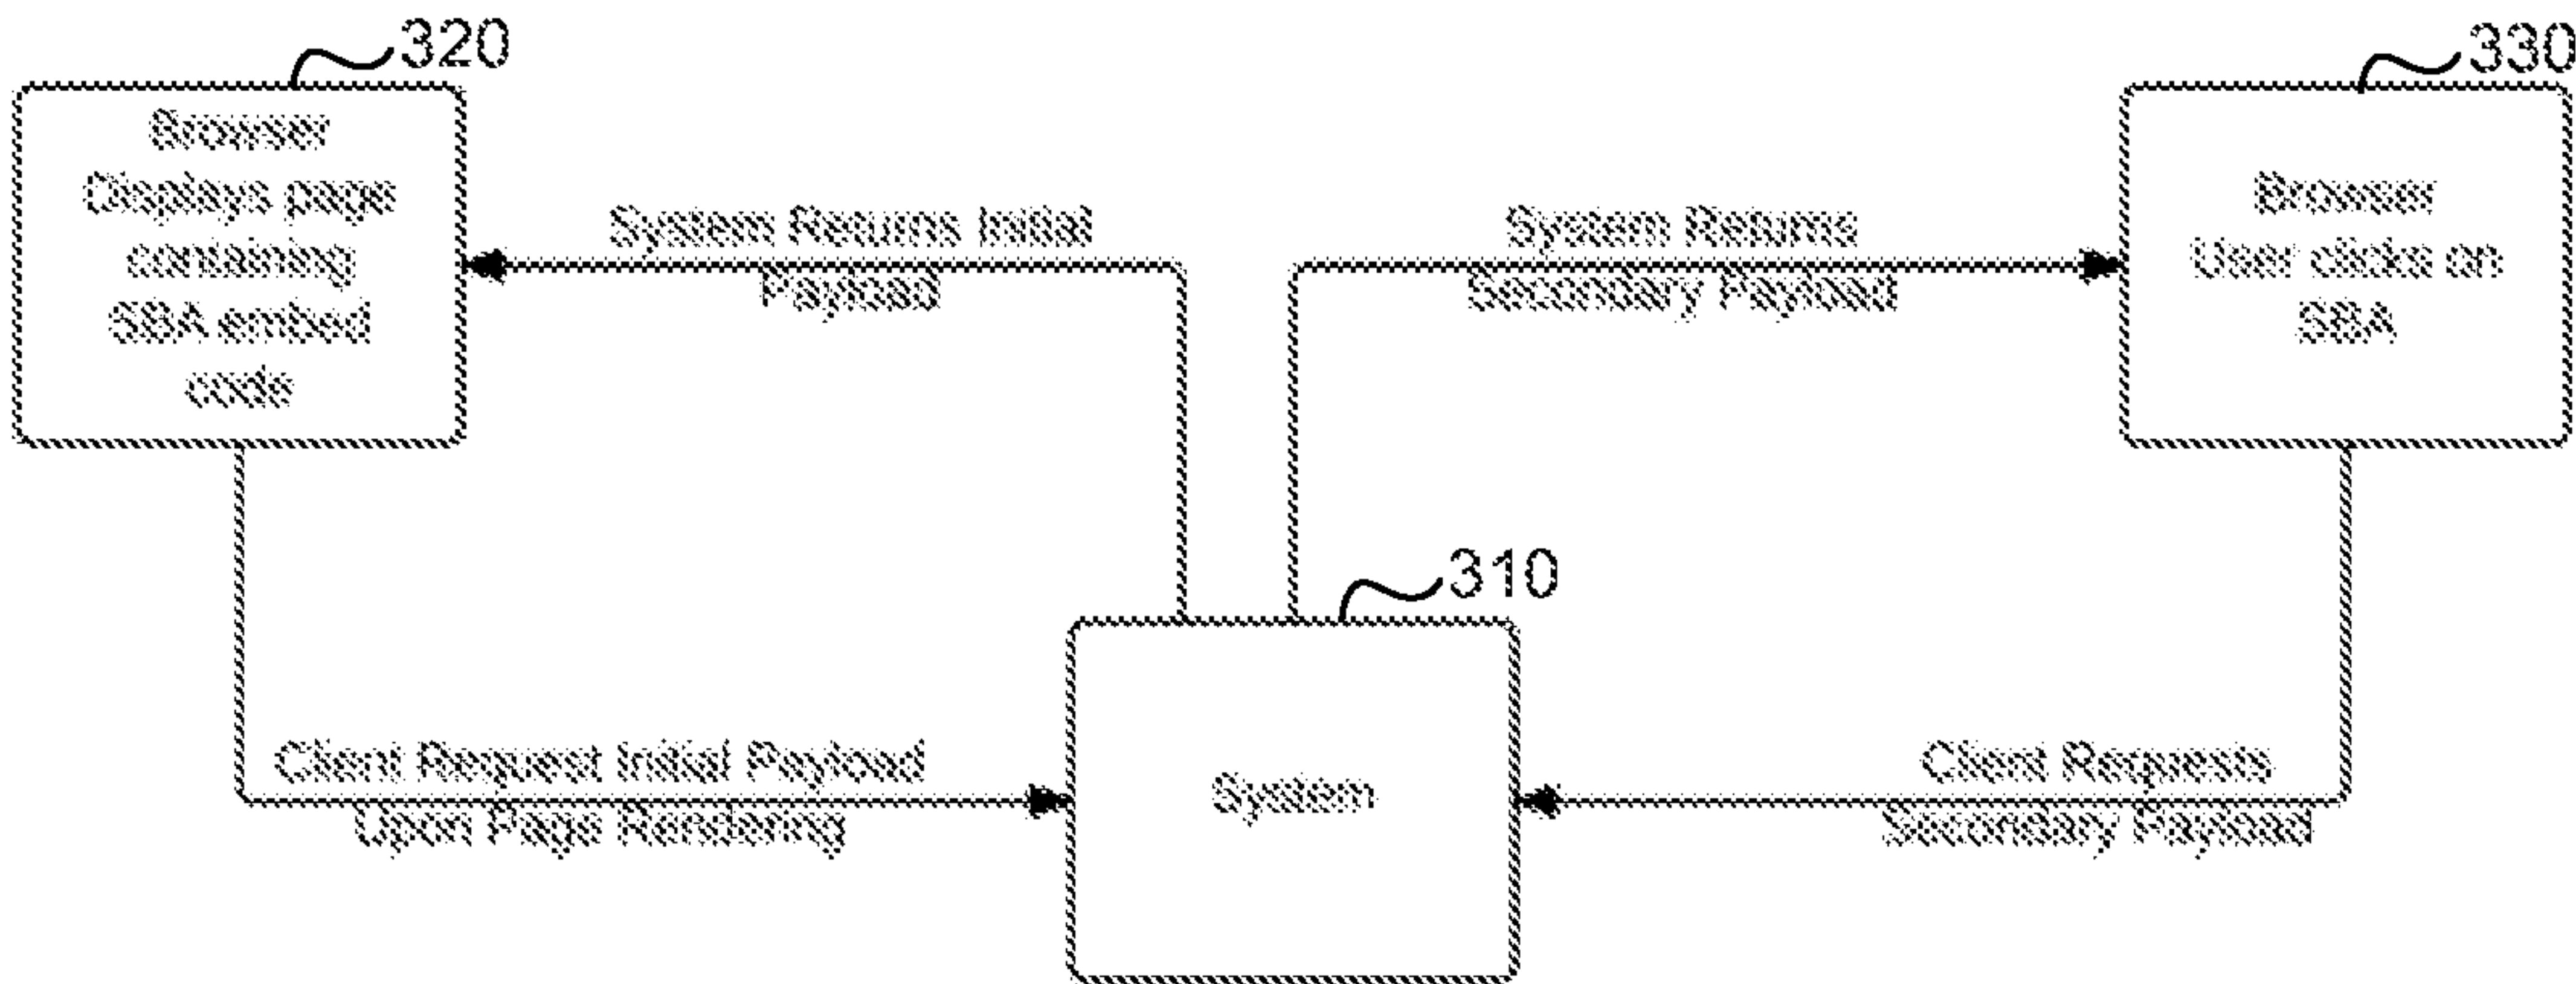 320
330
Browser
Displays page
containing
SBA embed
code
System Returns Initial
Payload
System Returns
Secondary Payload
Browser
User clicks on
SBA
310
Client Request Initial Payload
Upon Page Rendering
System
Client Requests
Secondary Payload